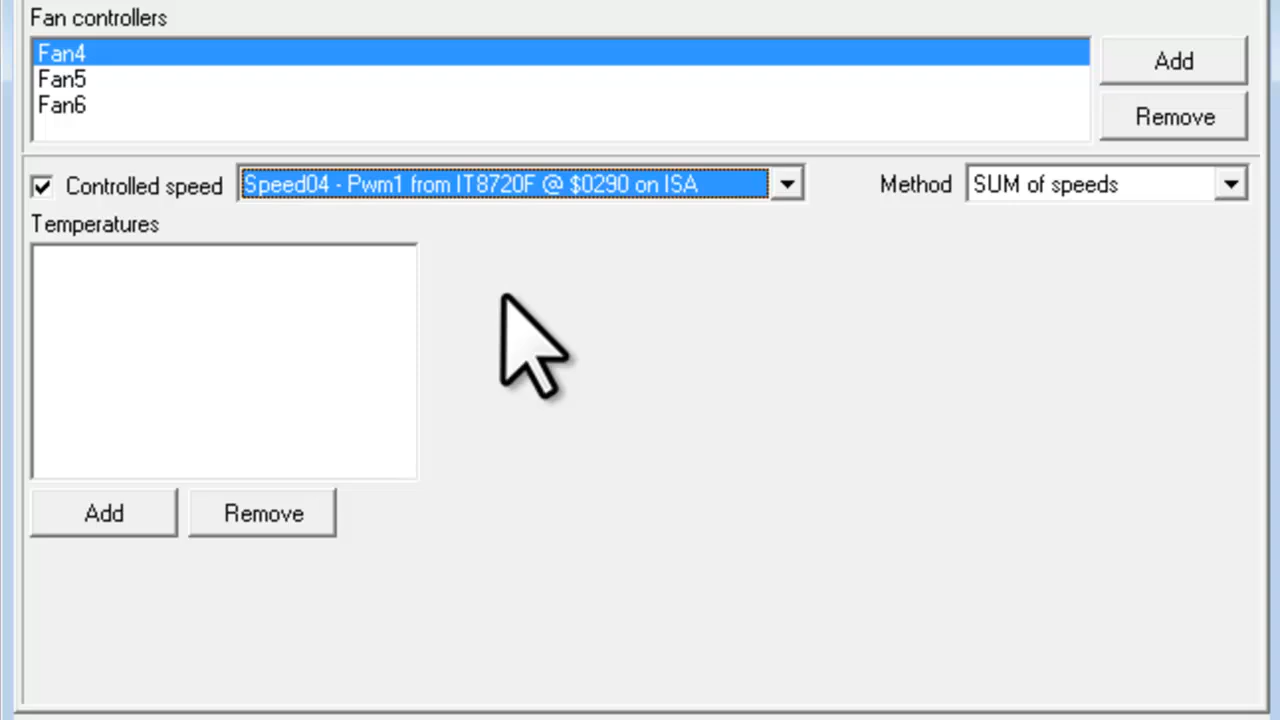 Fan controllers
Fan4
Fan5
Fan6
Add
Remove
Controlled speed
Speed04 - Pwm1 from IT8720F @ $0290 on ISA
Method
SUM of speeds
Temperatures
Add
Remove